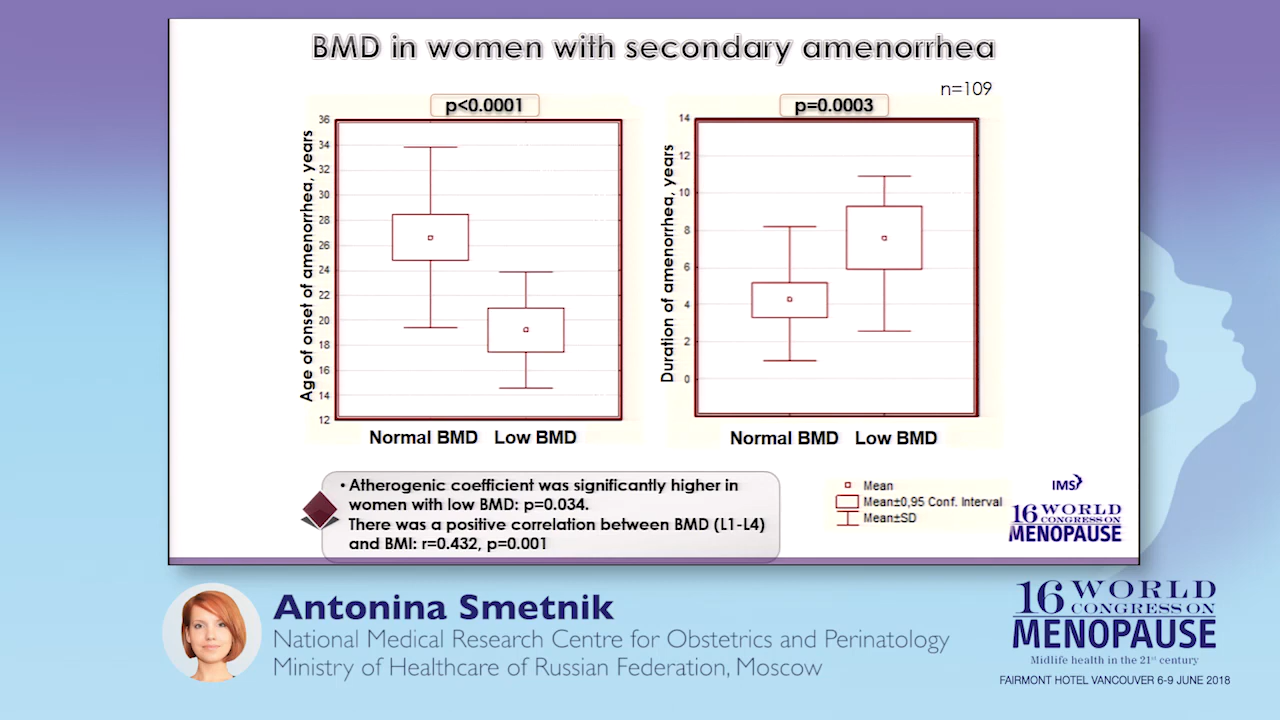 BMD in women with secondary amenorrhea
n=109
p<0.0001
Age of onset of amenorrhea, years
36
34
32
30
28
26
24
22
20
18
16
14
12
Normal BMD Low BMD
p=0.0003
Duration of amenorrhea, years
14
12
10
8
6
4
2
0
Normal BMD Low BMD
• Atherogenic coefficient was significantly higher in
women with low BMD: p=0.034.
There was a positive correlation between BMD (L1-L4)
and BMI: r=0.432, p=0.001
Mean
Mean±0,95 Conf. Interval
Mean±SD
IMS
16 WORLD
CONGRESS ON
MENOPAUSE
Antonina Smetnik
National Medical Research Centre for Obstetrics and Perinatology
Ministry of Healthcare of Russian Federation, Moscow
16 WORLD
CONGRESS ON
MENOPAUSE
Midlife health in the 21st century
FAIRMONT HOTEL VANCOUVER 6-9 JUNE 2018